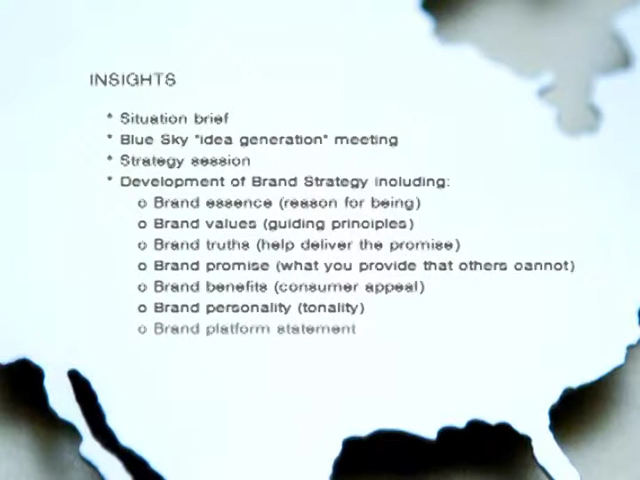 INSIGHTS
* Situation brief
* Blue Sky "idea generation" meeting
* Strategy session
* Development of Brand Strategy including:
o Brand essence (reason for being)
o Brand values (guiding principles)
o Brand truths (help deliver the promise)
o Brand promise (what you provide that others cannot)
o Brand benefits (consumer appeal)
o Brand personality (tonality)
o Brand platform statement